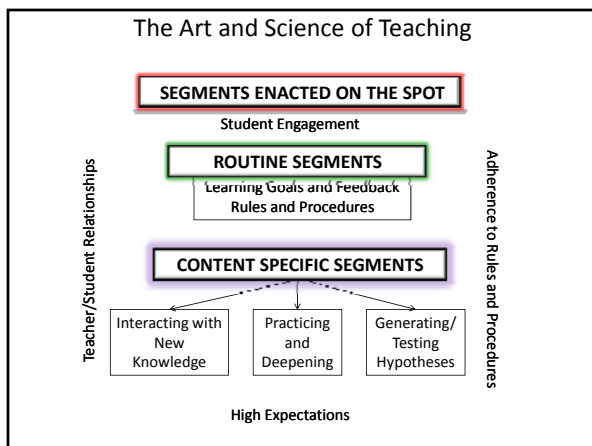 The Art and Science of Teaching
SEGMENTS ENACTED ON THE SPOT
Student Engagement
Teacher/Student Relationships
Adherence to Rules and Procedures
ROUTINE SEGMENTS
Learning Goals and Feedback
Rules and Procedures
CONTENT SPECIFIC SEGMENTS
Interacting with
New
Knowledge
Practicing
and
Deepening
Generating/
Testing
Hypotheses
High Expectations